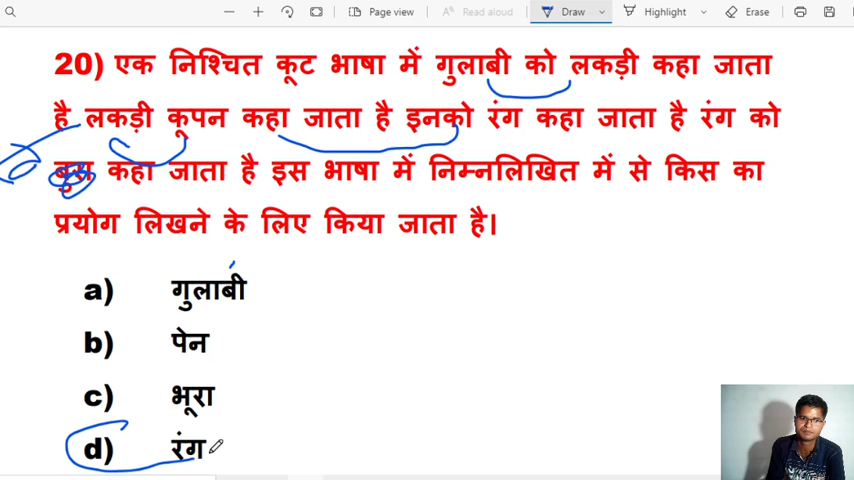 Page view
Read aloud
Draw
Highlight
Erase
20) एक निश्चित कूट भाषा में गुलाबी को लकड़ी कहा जाता
है लकड़ी कूपन कहा जाता है इनको रंग कहा जाता है रंग को
कहा जाता है इस भाषा में निम्नलिखित में से किस का
प्रयोग लिखने के लिए किया जाता है।
a) गुलाबी
b) पेन
c) भूरा
d) रंग